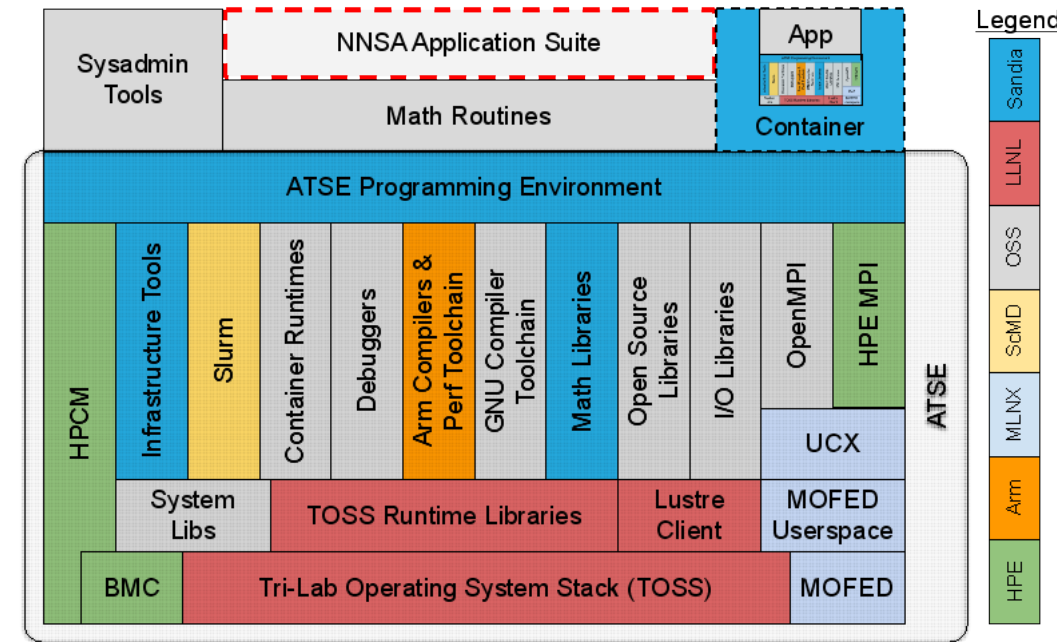 Legend
NNSA Application Suite
App
Sysadmin
Tools
Math Routines
Container
ATSE Programming Environment
HPCM
Infrastructure Tools
Slurm
Container Runtimes
Debuggers
Arm Compilers &
Perf Toolchain
GNU Compiler
Toolchain
Math Libraries
Open Source
Libraries
I/O Libraries
OpenMPI
HPE MPI
UCX
System
Libs
TOSS Runtime Libraries
Lustre
Client
MOFED
Userspace
BMC
Tri-Lab Operating System Stack (TOSS)
MOFED
ATSE
Sandia
LLNL
OSS
ScMD
MLNX
Arm
HPE